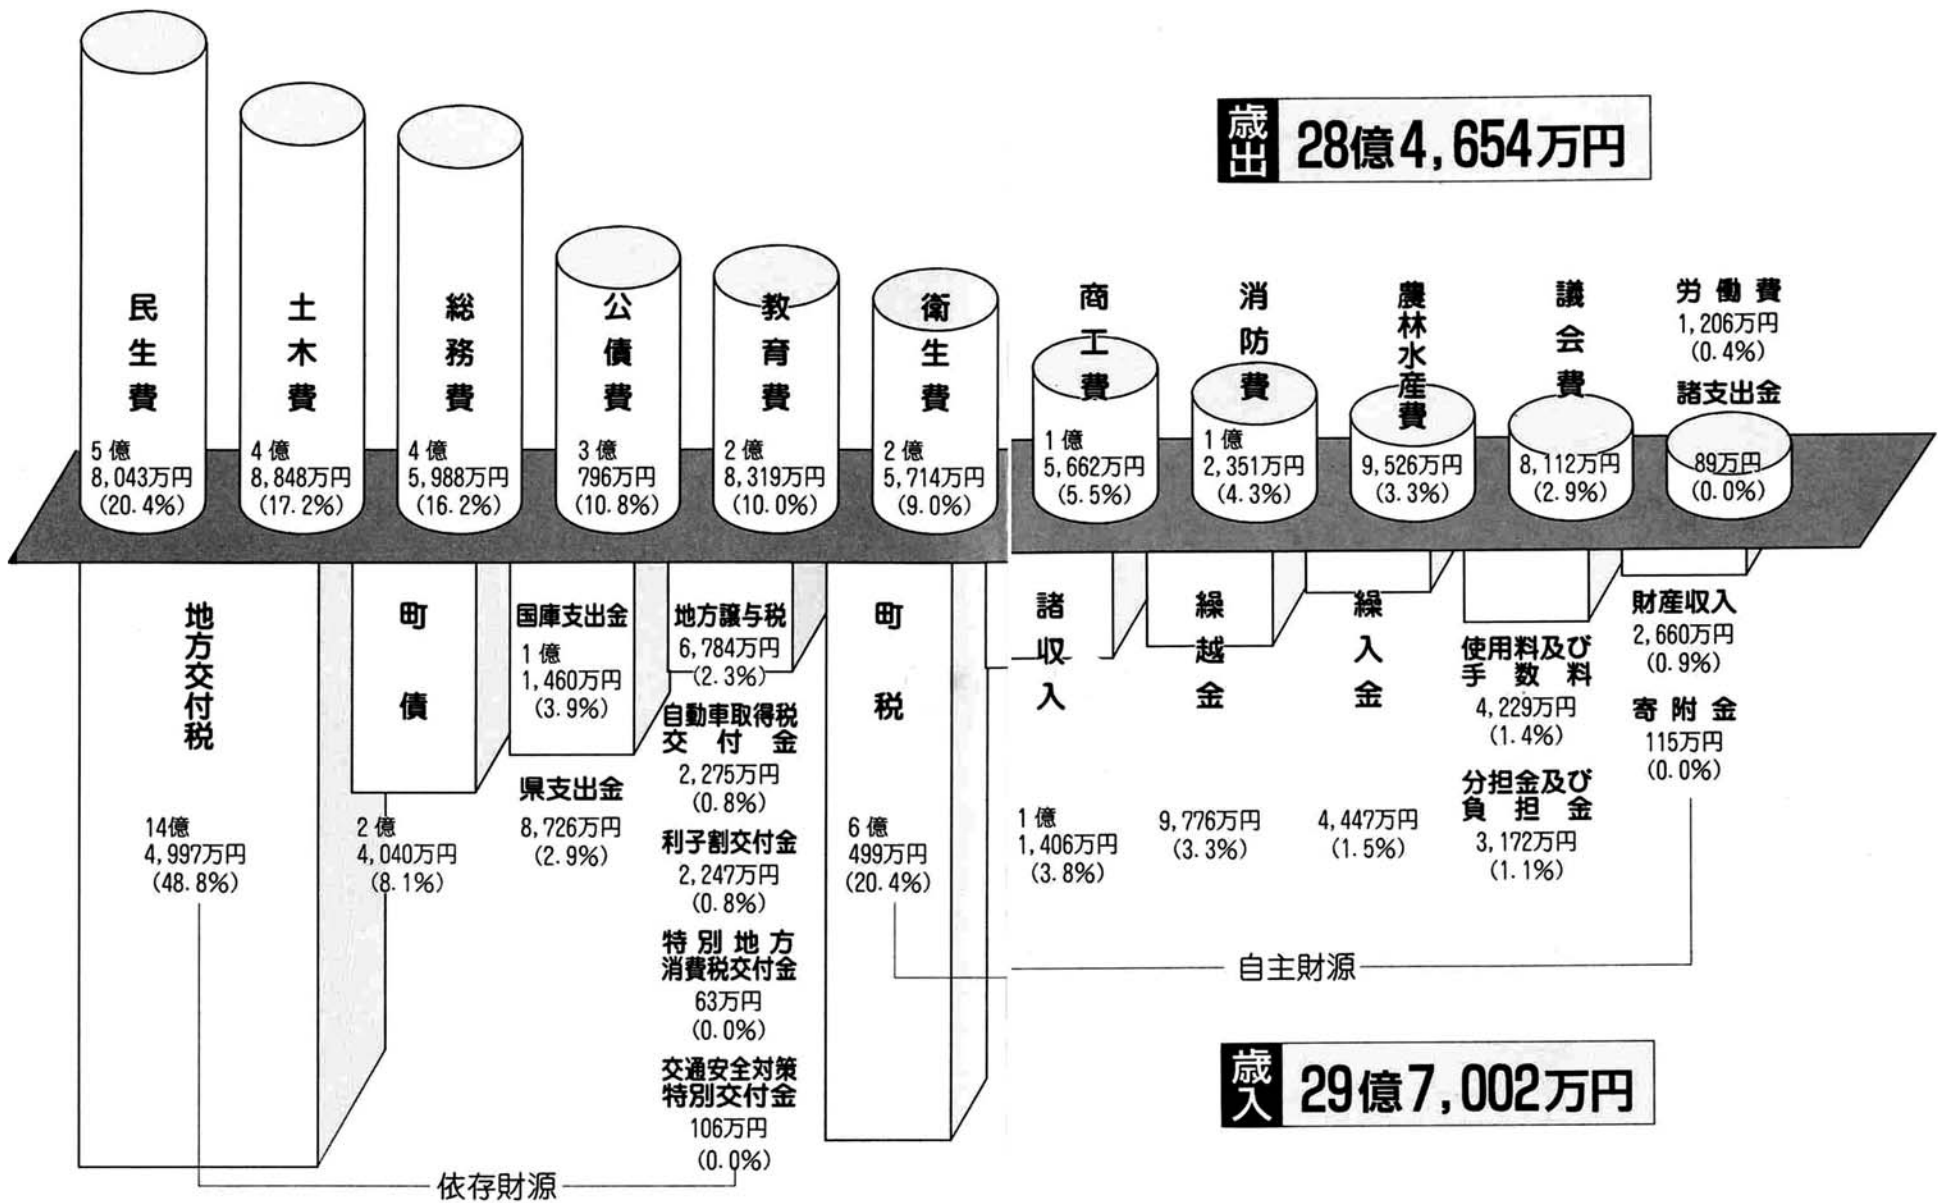 歳出
28億4,654万円
民生費
5億
8,043万円
(20.4%)
土木費
4億
8,848万円
(17.2%)
総務費
4億
5,988万円
(16.2%)
公債費
3億
796万円
(10.8%)
教育費
2億
8,319万円
(10.0%)
衛生費
2億
5,714万円
(9.0%)
商工費
1億
5,662万円
(5.5%)
消防費
1億
2,351万円
(4.3%)
農林水産費
9,526万円
(3.3%)
議会費
8,112万円
(2.9%)
労働費
1,206万円
(0.4%)
諸支出金
89万円
(0.0%)
地方交付税
14億
4,997万円
(48.8%)
町債
2億
4,040万円
(8.1%)
国庫支出金
1億
1,460万円
(3.9%)
県支出金
8,726万円
(2.9%)
地方譲与税
6,784万円
(2.3%)
自動車取得税
交付金
2,275万円
(0.8%)
利子割交付金
2,247万円
(0.8%)
特別地方
消費税交付金
63万円
(0.0%)
交通安全対策
特別交付金
106万円
(0.0%)
依存財源
町税
6億
499万円
(20.4%)
諸収入
1億
1,406万円
(3.8%)
繰越金
9,776万円
(3.3%)
繰入金
4,447万円
(1.5%)
使用料及び
手数料
4,229万円
(1.4%)
分担金及び
負担金
3,172万円
(1.1%)
財産収入
2,660万円
(0.9%)
寄附金
115万円
(0.0%)
自主財源
歳入
29億7,002万円